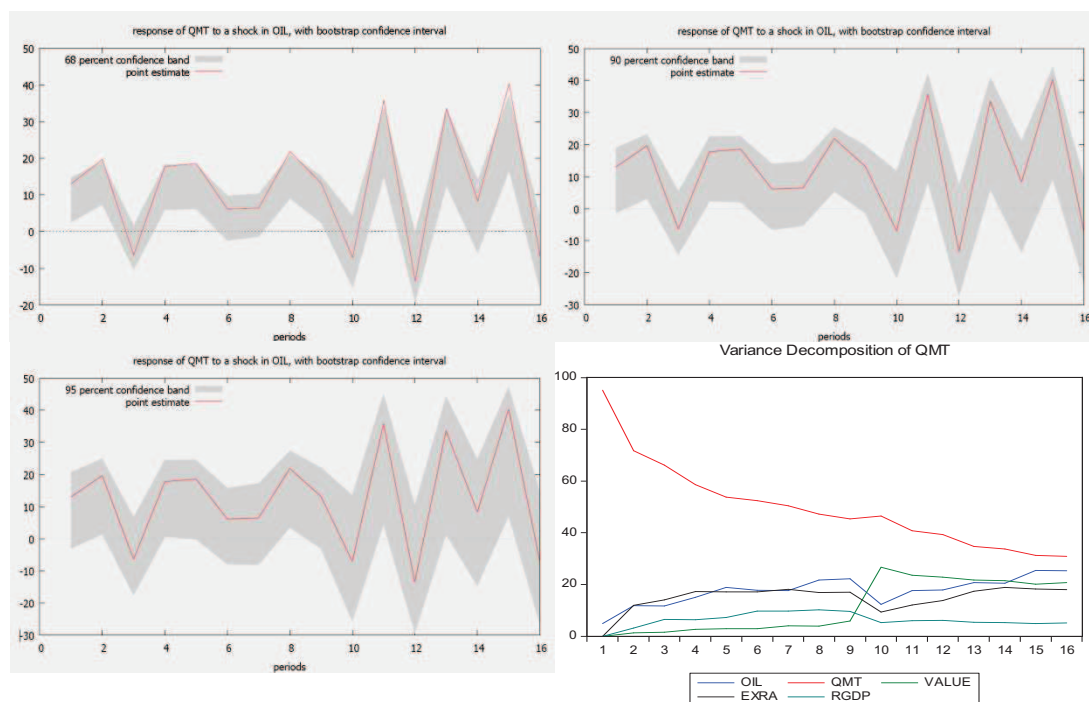 response of QMT to a shock in OIL, with bootstrap confidence interval
50
40
30
20
10
0
-10
-20
68 percent confidence band
point estimate
0 2 4 6 8 10 12 14 16
periods
response of QMT to a shock in OIL, with bootstrap confidence interval
50
40
30
20
10
0
-10
-20
-30
90 percent confidence band
point estimate
0 2 4 6 8 10 12 14 16
periods
response of QMT to a shock in OIL, with bootstrap confidence interval
50
40
30
20
10
0
-10
-20
-30
95 percent confidence band
point estimate
0 2 4 6 8 10 12 14 16
periods
Variance Decomposition of QMT
100
80
60
40
20
0
1 2 3 4 5 6 7 8 9 10 11 12 13 14 15 16
OIL QMT VALUE
EXRA RGDP